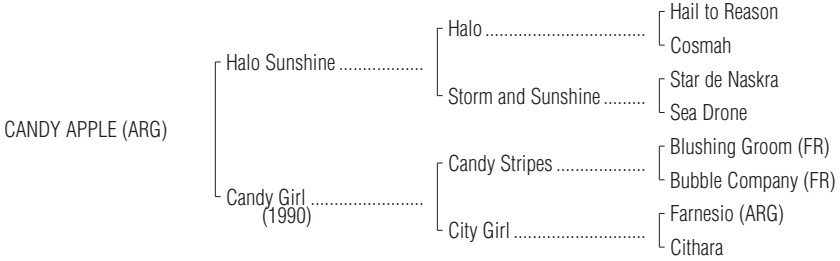 Hail to Reason
Halo ................................
Cosmah
Halo Sunshine .................
Star de Naskra
Storm and Sunshine .........
Sea Drone
CANDY APPLE (ARG)
Blushing Groom (FR)
Candy Stripes ..................
Bubble Company (FR)
Candy Girl .......................
(1990)
Farnesio (ARG)
City Girl ...........................
Cithara